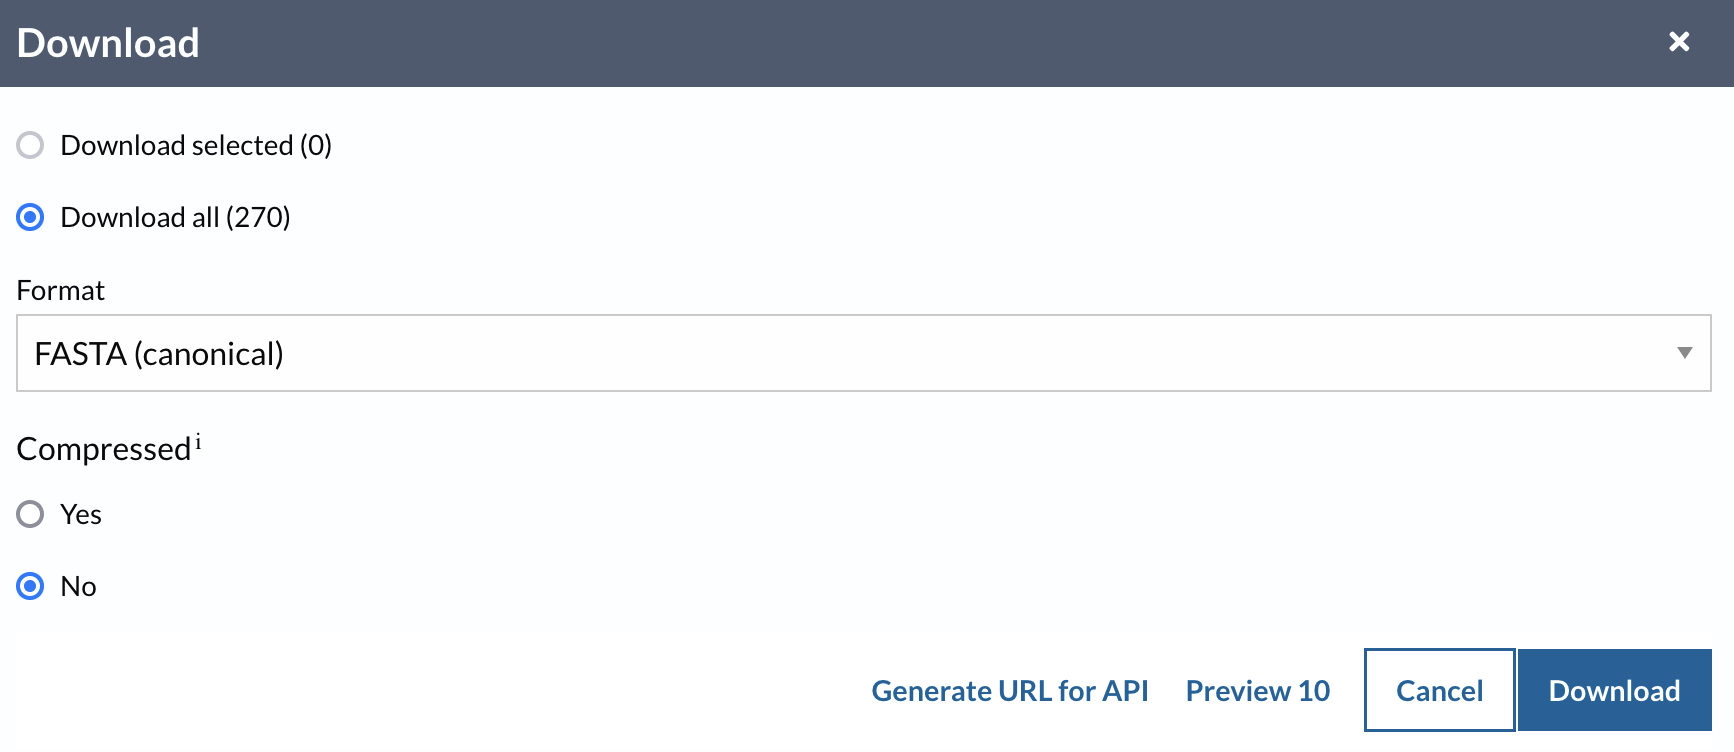 Download
Download selected (0)
Download all (270)
Format
FASTA (canonical)
Compressed i
Yes
No
Generate URL for API Preview 10 Cancel Download